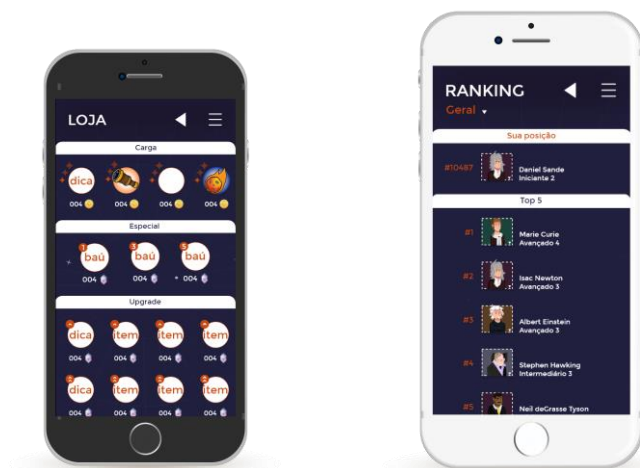 LOJA
Carga
dica
004 004 004 004
Especial
1 3 5
baú baú baú
004 004 004
Upgrade
dica item item item
004 004 004 004
dica item item item
004 004 004 004
RANKING
Geral
Sua posição
#10487 Daniel Sande
Iniciante 2
Top 5
#1 Marie Curie
Avançado 4
#2 Isac Newton
Avançado 3
#3 Albert Einstein
Avançado 3
#4 Stephen Hawking
Intermediário 3
#5 Neil deGrasse Tyson